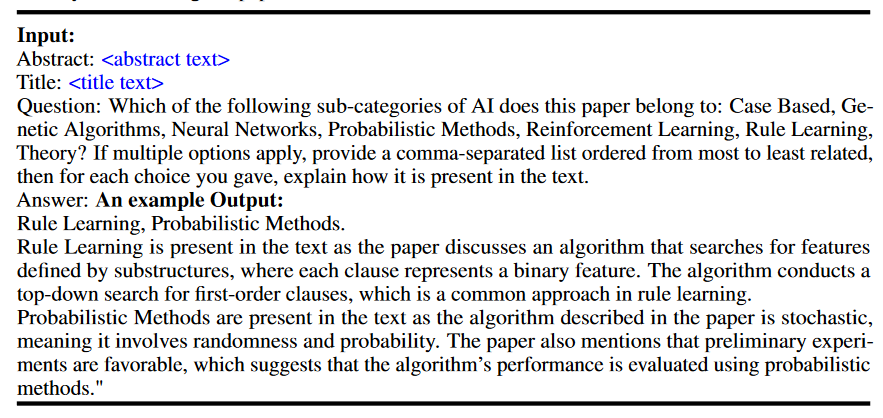 Input:
Abstract: <abstract text>
Title: <title text>
Question: Which of the following sub-categories of AI does this paper belong to: Case Based, Ge-
netic Algorithms, Neural Networks, Probabilistic Methods, Reinforcement Learning, Rule Learning,
Theory? If multiple options apply, provide a comma-separated list ordered from most to least related,
then for each choice you gave, explain how it is present in the text.
Answer: An example Output:
Rule Learning, Probabilistic Methods.
Rule Learning is present in the text as the paper discusses an algorithm that searches for features
defined by substructures, where each clause represents a binary feature. The algorithm conducts a
top-down search for first-order clauses, which is a common approach in rule learning.
Probabilistic Methods are present in the text as the algorithm described in the paper is stochastic,
meaning it involves randomness and probability. The paper also mentions that preliminary experi-
ments are favorable, which suggests that the algorithm's performance is evaluated using probabilistic
methods."